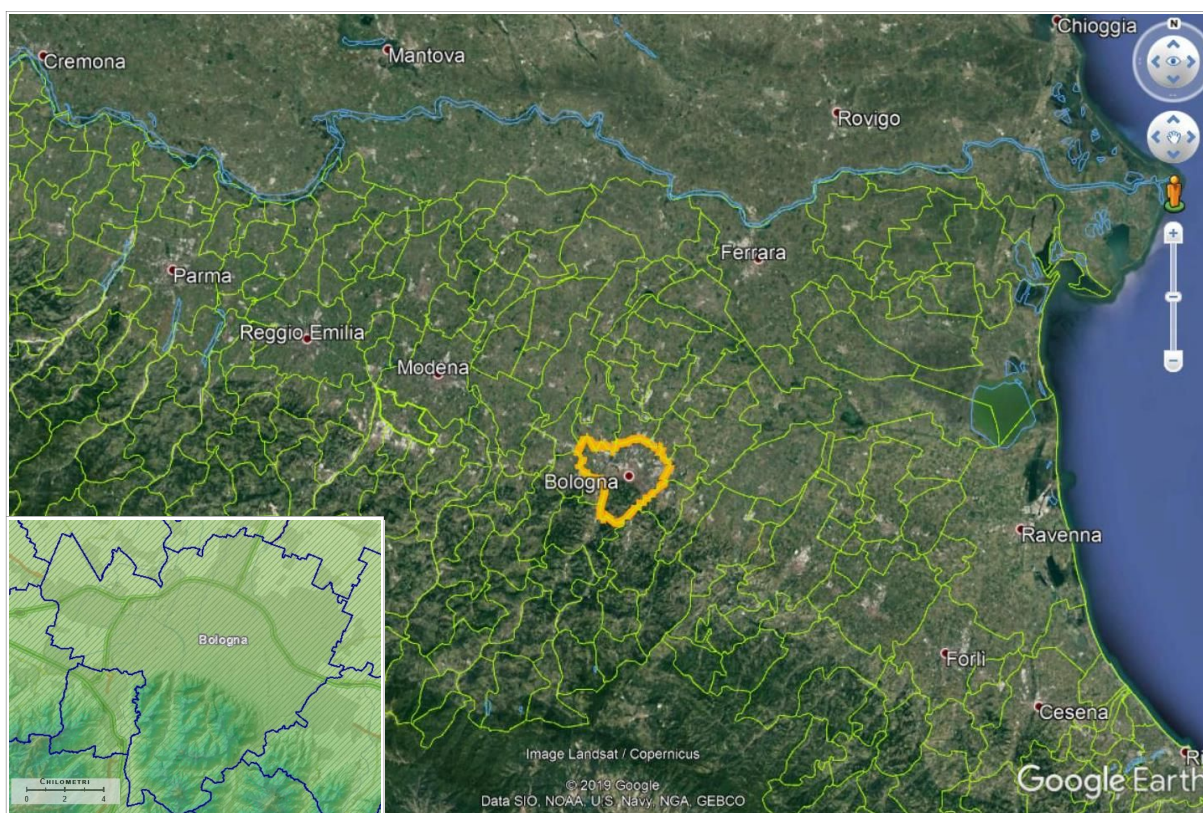 Chioggia
N
Cremona
Mantova
Rovigo
Ferrara
Parma
Reggio Emilia
Modena
Bologna
Ravenna
Bologna
Forlì
Cesena
Image Landsat / Copernicus
Ri
© 2019 Google
Google Earth
Data SIO, NOAA, U.S. Navy, NGA, GEBCO
CHILOMETRI
0 2 4